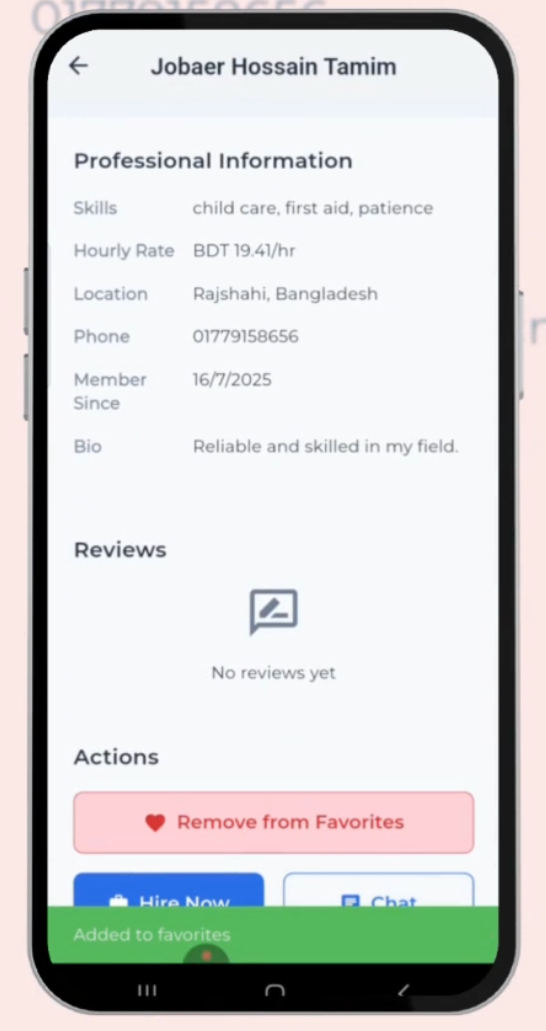 01779158656
Jobaer Hossain Tamim
Professional Information
Skills child care, first aid, patience
Hourly Rate BDT 19.41/hr
Location Rajshahi, Bangladesh
Phone 01779158656
Member Since 16/7/2025
Bio Reliable and skilled in my field.
Reviews
No reviews yet
Actions
Remove from Favorites
Hire Now Chat
Added to favorites